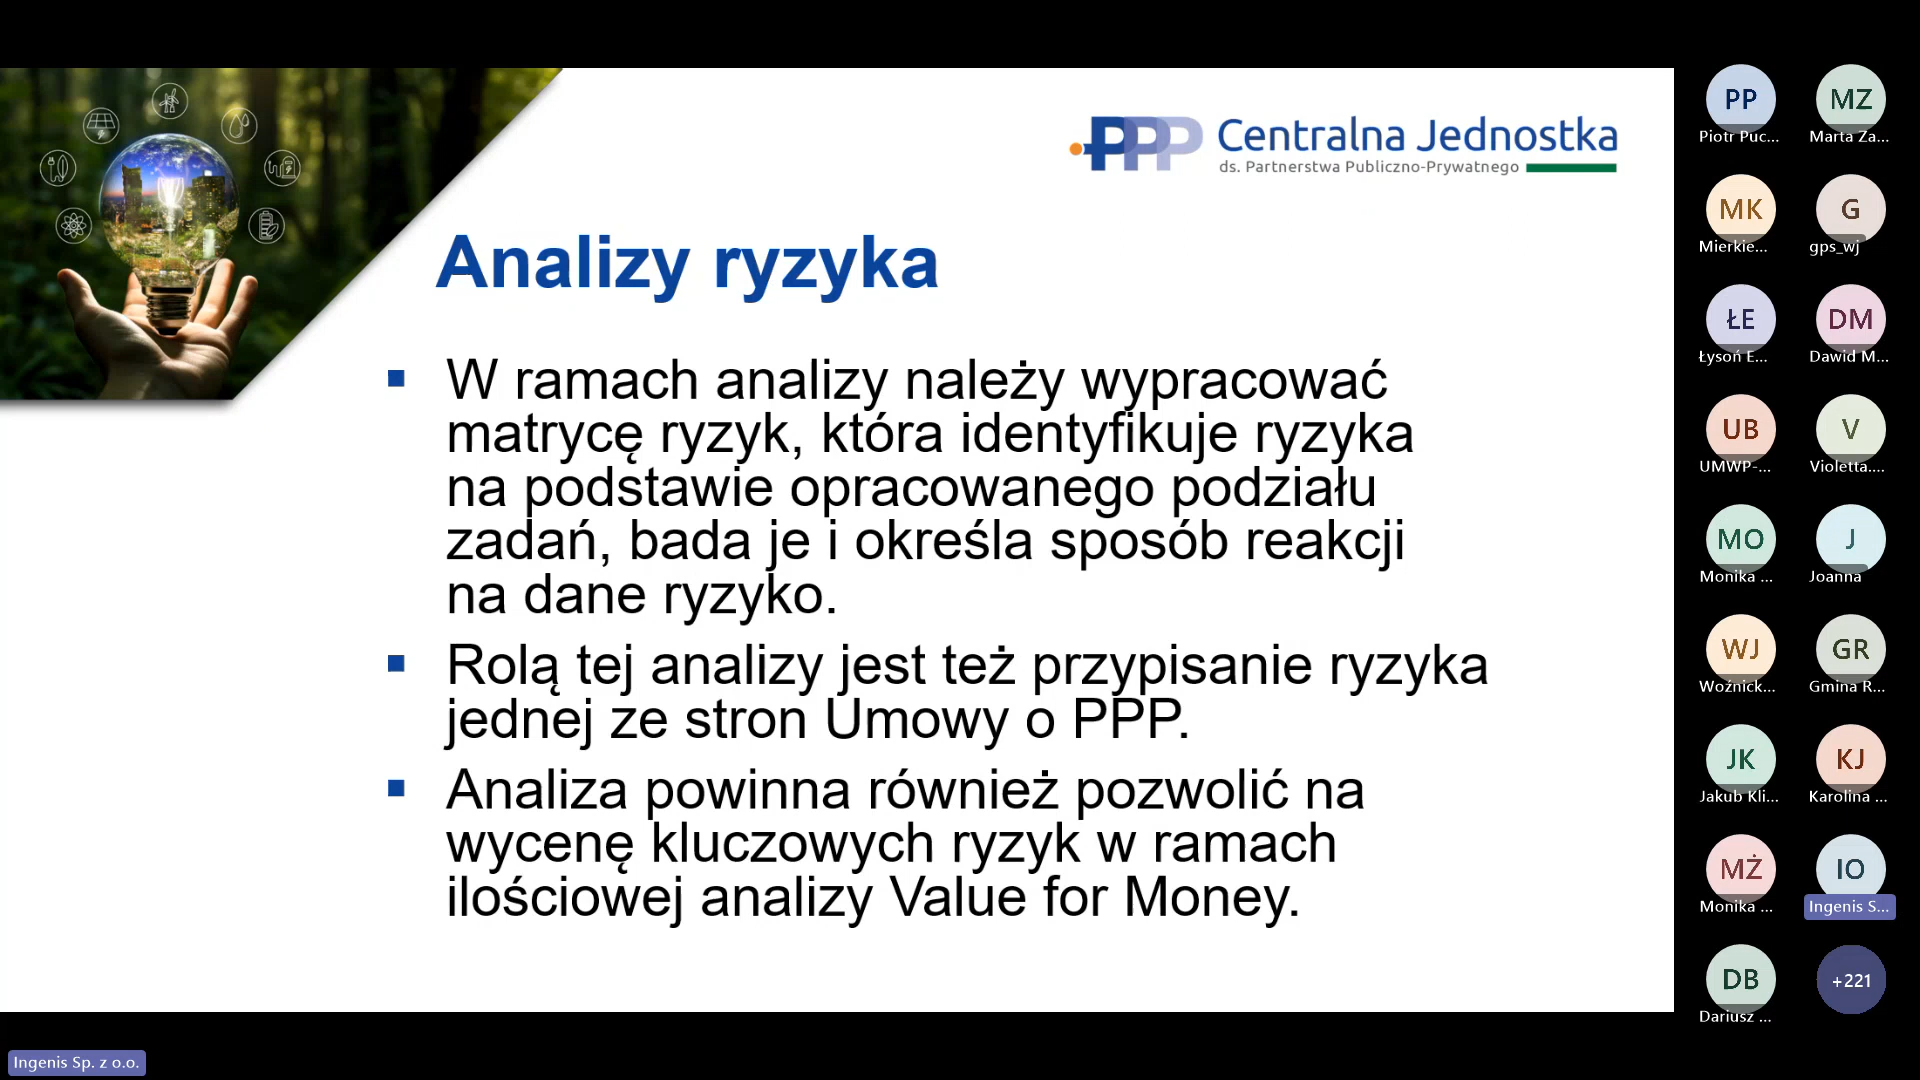 PPP Centralna Jednostka
ds. Partnerstwa Publiczno-Prywatnego
Analizy ryzyka
W ramach analizy należy wypracować
matrycę ryzyk, która identyfikuje ryzyka
na podstawie opracowanego podziału
zadań, bada je i określa sposób reakcji
na dane ryzyko.
Rolą tej analizy jest też przypisanie ryzyka
jednej ze stron Umowy o PPP.
Analiza powinna również pozwolić na
wycenę kluczowych ryzyk w ramach
ilościowej analizy Value for Money.
PP MZ
Piotr Puc... Marta Za...
MK G
Mierkie... gps_wj
ŁE DM
Łysoń E... Dawid M...
UB V
UMWP-... Violetta....
MO J
Monika ... Joanna
WJ GR
Woźnick... Gmina R...
JK KJ
Jakub Kli... Karolina ...
MŻ IO
Monika ... Ingenis S...
DB +221
Dariusz ...
Ingenis Sp. z o.o.